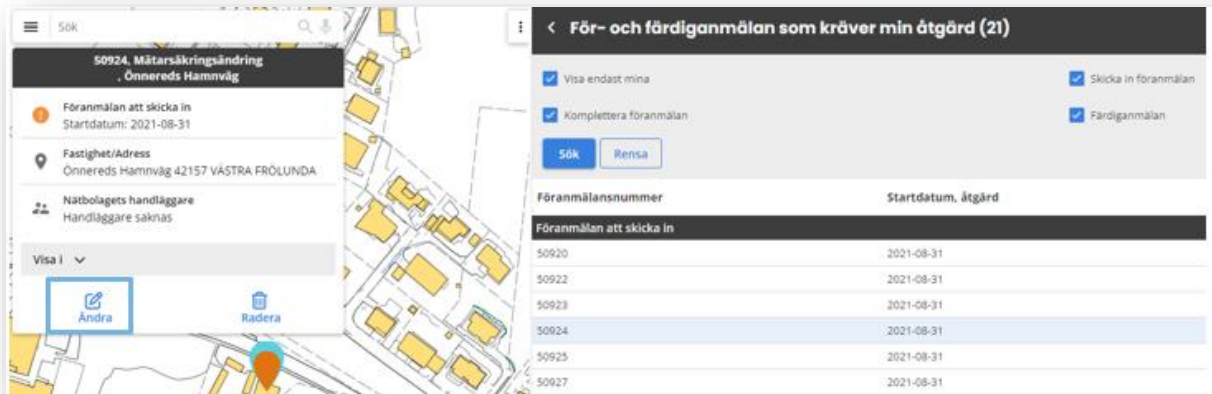 Sök
50924, Mätarsäkringsändring
, Önnereds Hamnväg
Föranmälan att skicka in
Startdatum: 2021-08-31
Fastighet/Adress
Önnereds Hamnväg 42157 VÄSTRA FRÖLUNDA
Nätbolagets handläggare
Handläggare saknas
Visa i
Ändra Radera
För- och färdiganmälan som kräver min åtgärd (21)
Visa endast mina Skicka in föranmälan
Komplettera föranmälan Färdiganmälan
Sök Rensa
Föranmälansnummer Startdatum, åtgärd
Föranmälan att skicka in
50920 2021-08-31
50922 2021-08-31
50923 2021-08-31
50924 2021-08-31
50925 2021-08-31
50927 2021-08-31